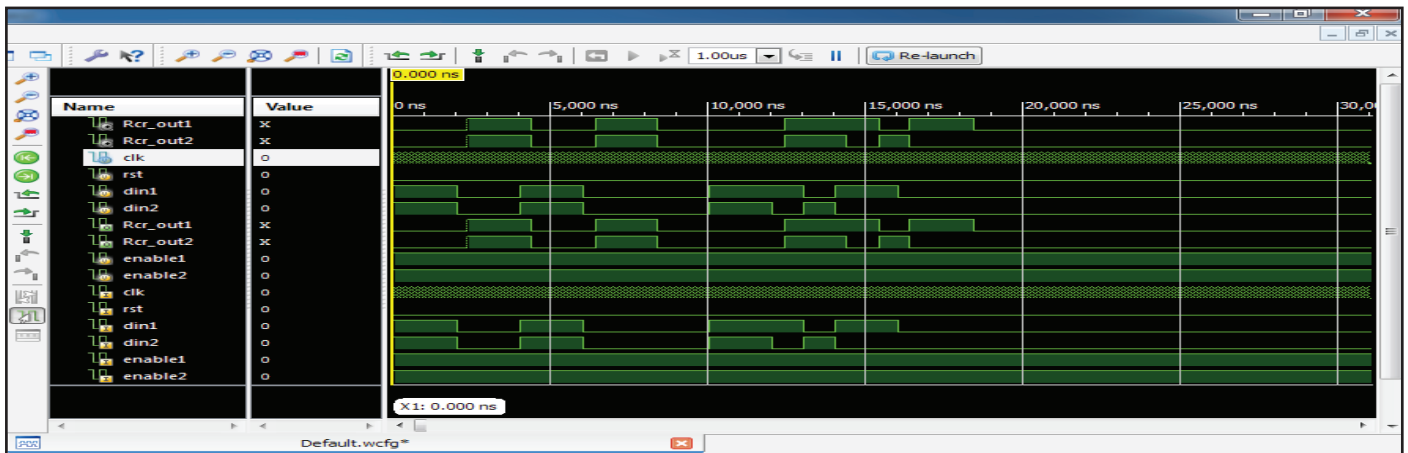 1.00us Re-launch
0.000 ns
Name Value 0 ns 5,000 ns 10,000 ns 15,000 ns 20,000 ns 25,000 ns 30,0
Rcr_out1 x
Rcr_out2 x
clk 0
rst 0
din1 0
din2 0
Rcr_out1 x
Rcr_out2 x
enable1 0
enable2 0
clk 0
rst 0
din1 0
din2 0
enable1 0
enable2 0
X1: 0.000 ns
Default.wcfg*